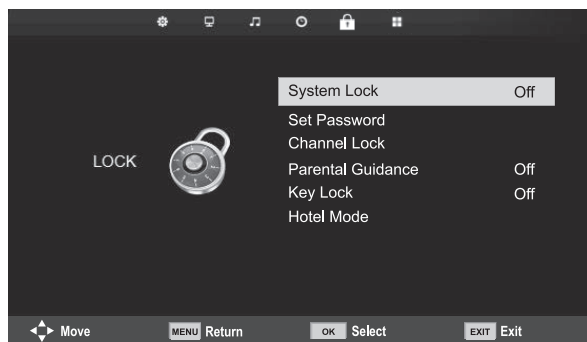 System Lock Off
Set Password
Channel Lock
LOCK
Parental Guidance Off
Key Lock Off
Hotel Mode
Move MENU Return OK Select EXIT Exit